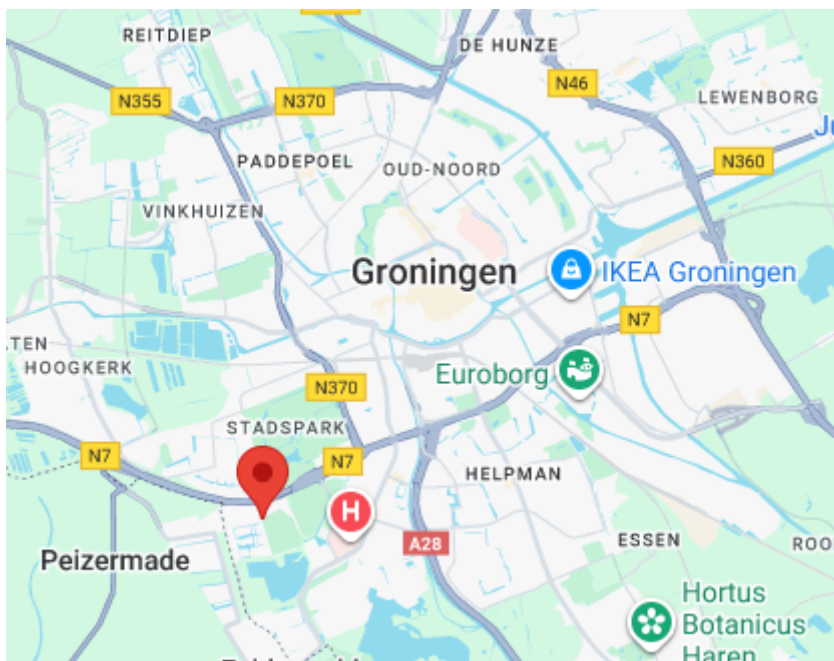 REITDIEP
DE HUNZE
N355
N370
N46
LEWENBORG
PADDEPOEL
OUD-NOORD
N360
VINKHUIZEN
Groningen
IKEA Groningen
N7
HOOGKERK
N370
Euroborg
STADSPARK
N7
N7
HELPMAN
H
A28
ESSEN
Peizermade
Hortus
Botanicus
Haren